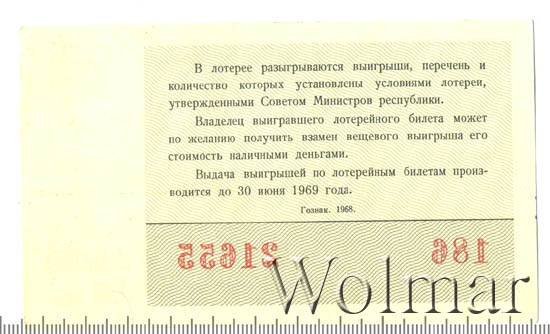 В лотерее разыгрываются выигрыши, перечень и
количество которых установлены условиями лотереи,
утвержденными Советом Министров республики.
Владелец выигравшего лотерейного билета может
по желанию получить взамен вещевого выигрыша его
стоимость наличными деньгами.
Выдача выигрышей по лотерейным билетам произ-
водится до 30 июня 1969 года.
Гознак. 1968.
21655 186
Wolmar